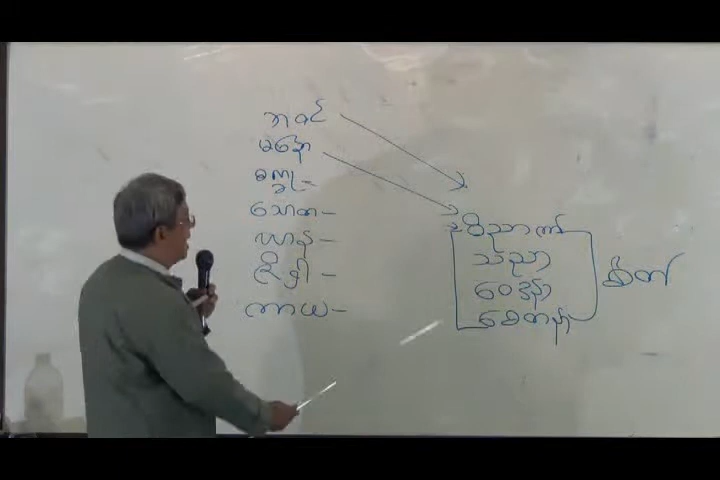 ဘဝင်
မနော
စက္ခု -
သောတ -
ဃာန -
ဇိဝှါ -
ကာယ -
ဝိညာဏ်
သညာ
ဝေဒနာ
စေတနာ
စိတ်